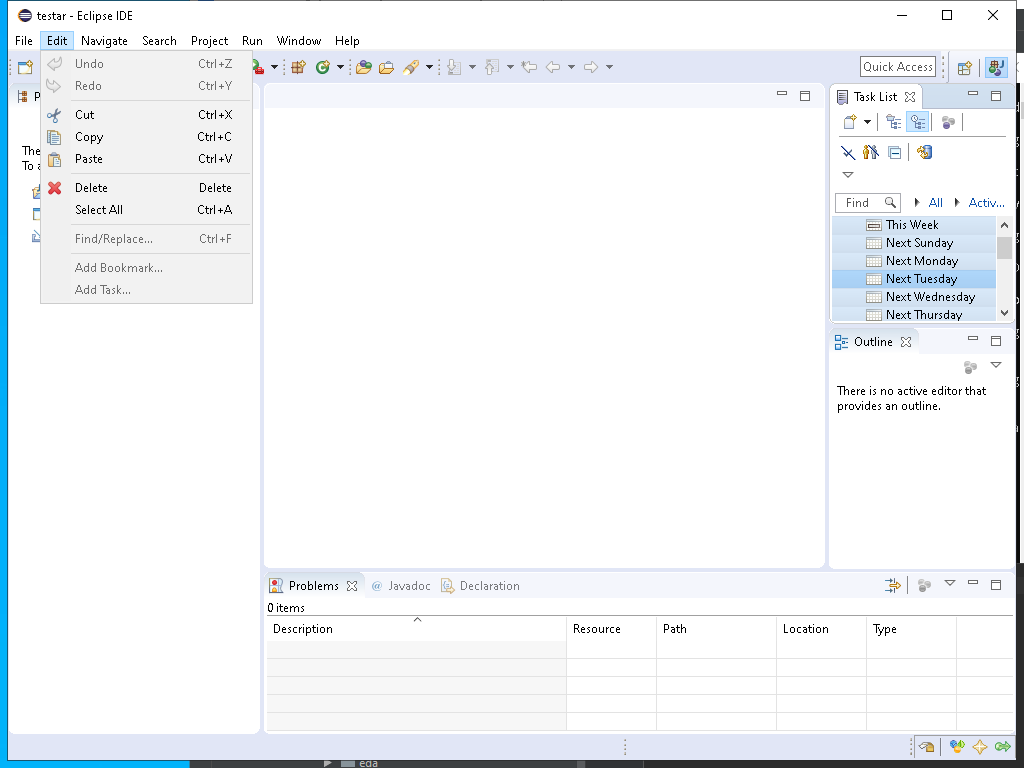 testar - Eclipse IDE
File Edit Navigate Search Project Run Window Help
Undo Ctrl+Z
Redo Ctrl+Y
Cut Ctrl+X
Copy Ctrl+C
Paste Ctrl+V
Delete Delete
Select All Ctrl+A
Find/Replace... Ctrl+F
Add Bookmark...
Add Task...
P
The
To a
Quick Access
Task List
Find All Activ...
This Week
Next Sunday
Next Monday
Next Tuesday
Next Wednesday
Next Thursday
Outline
There is no active editor that
provides an outline.
Problems @ Javadoc Declaration
0 items
Description Resource Path Location Type
eda